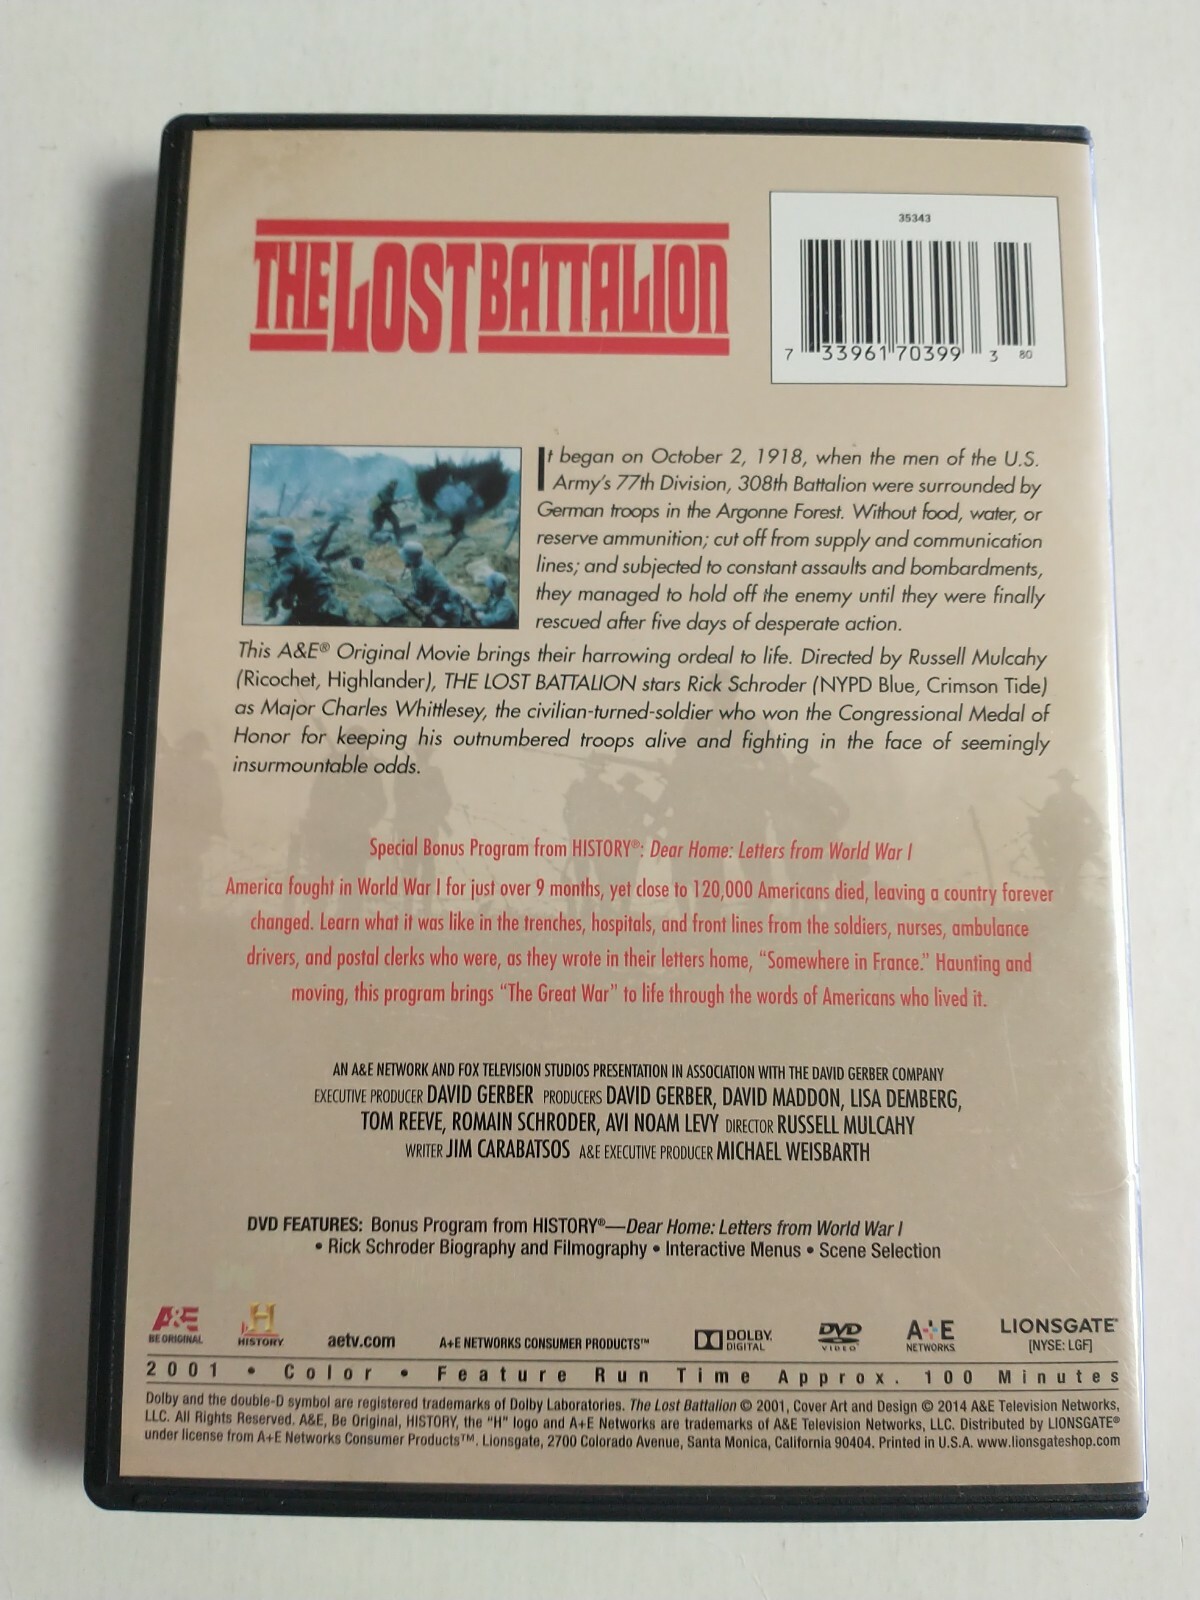 35343
THE LOST BATTALION
7 33961 70399 3 80
It began on October 2, 1918, when the men of the U.S.
Army's 77th Division, 308th Battalion were surrounded by
German troops in the Argonne Forest. Without food, water, or
reserve ammunition; cut off from supply and communication
lines; and subjected to constant assaults and bombardments,
they managed to hold off the enemy until they were finally
rescued after five days of desperate action.
This A&E® Original Movie brings their harrowing ordeal to life. Directed by Russell Mulcahy
(Ricochet, Highlander), THE LOST BATTALION stars Rick Schroder (NYPD Blue, Crimson Tide)
as Major Charles Whittlesey, the civilian-turned-soldier who won the Congressional Medal of
Honor for keeping his outnumbered troops alive and fighting in the face of seemingly
insurmountable odds.
Special Bonus Program from HISTORY®: Dear Home: Letters from World War I
America fought in World War I for just over 9 months, yet close to 120,000 Americans died, leaving a country forever
changed. Learn what it was like in the trenches, hospitals, and front lines from the soldiers, nurses, ambulance
drivers, and postal clerks who were, as they wrote in their letters home, "Somewhere in France." Haunting and
moving, this program brings "The Great War" to life through the words of Americans who lived it.
AN A&E NETWORK AND FOX TELEVISION STUDIOS PRESENTATION IN ASSOCIATION WITH THE DAVID GERBER COMPANY
EXECUTIVE PRODUCER DAVID GERBER PRODUCERS DAVID GERBER, DAVID MADDON, LISA DEMBERG,
TOM REEVE, ROMAIN SCHRODER, AVI NOAM LEVY DIRECTOR RUSSELL MULCAHY
WRITER JIM CARABATSOS A&E EXECUTIVE PRODUCER MICHAEL WEISBARTH
DVD FEATURES: Bonus Program from HISTORY®—Dear Home: Letters from World War I
• Rick Schroder Biography and Filmography • Interactive Menus • Scene Selection
A&E BE ORIGINAL H HISTORY aetv.com A+E NETWORKS CONSUMER PRODUCTS™ DOLBY DIGITAL DVD VIDEO A+E NETWORKS LIONSGATE® [NYSE: LGF]
2001 • Color • Feature Run Time Approx. 100 Minutes
Dolby and the double-D symbol are registered trademarks of Dolby Laboratories. The Lost Battalion © 2001, Cover Art and Design © 2014 A&E Television Networks,
LLC. All Rights Reserved. A&E, Be Original, HISTORY, the "H" logo and A+E Networks are trademarks of A&E Television Networks, LLC. Distributed by LIONSGATE®
under license from A+E Networks Consumer Products™. Lionsgate, 2700 Colorado Avenue, Santa Monica, California 90404. Printed in U.S.A. www.lionsgateshop.com